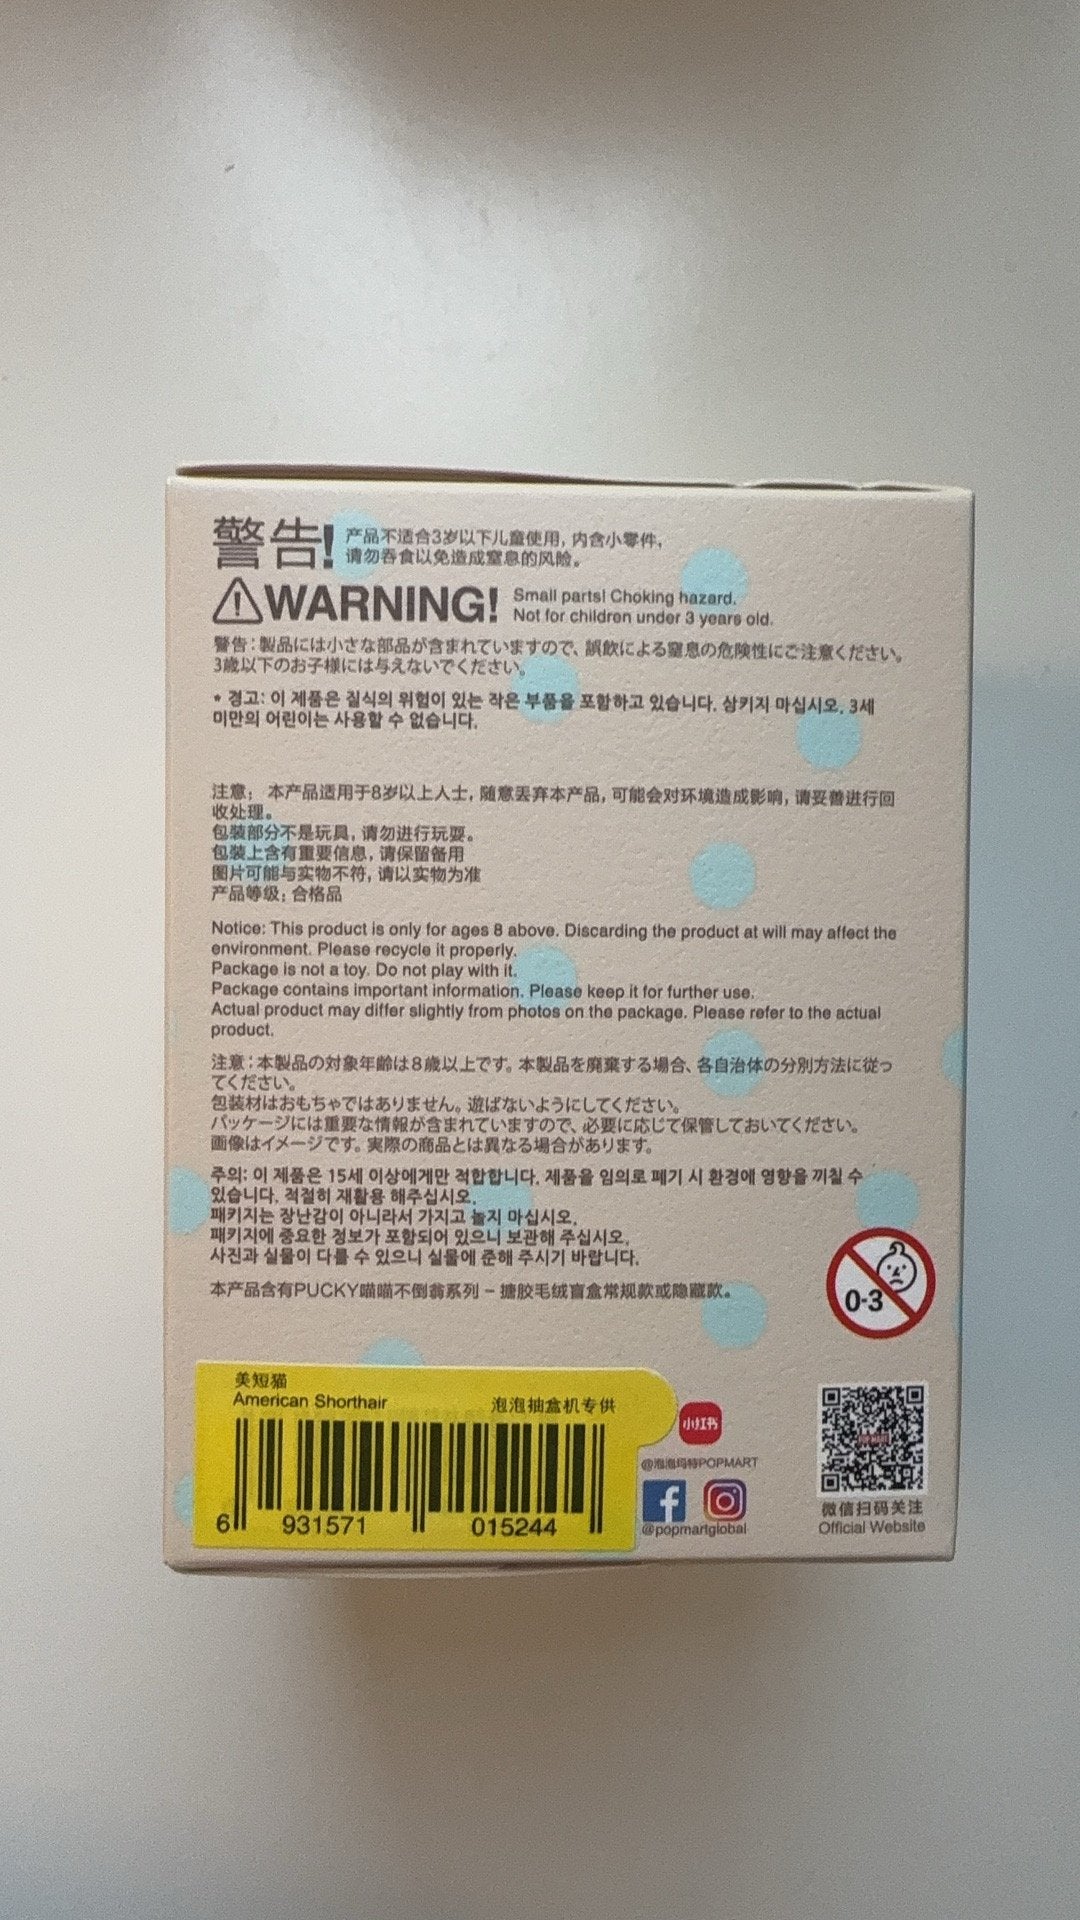 警告! 产品不适合3岁以下儿童使用，内含小零件，
请勿吞食以免造成窒息的风险。
WARNING! Small parts! Choking hazard.
Not for children under 3 years old.
警告：製品には小さな部品が含まれていますので、誤飲による窒息の危険性にご注意ください。
3歳以下のお子様には与えないでください。
* 경고: 이 제품은 질식의 위험이 있는 작은 부품을 포함하고 있습니다. 삼키지 마십시오. 3세
미만의 어린이는 사용할 수 없습니다.
注意： 本产品适用于8岁以上人士，随意丢弃本产品，可能会对环境造成影响，请妥善进行回
收处理。
包装部分不是玩具，请勿进行玩耍。
包装上含有重要信息，请保留备用
图片可能与实物不符，请以实物为准
产品等级：合格品
Notice: This product is only for ages 8 above. Discarding the product at will may affect the
environment. Please recycle it properly.
Package is not a toy. Do not play with it.
Package contains important information. Please keep it for further use.
Actual product may differ slightly from photos on the package. Please refer to the actual
product.
注意：本製品の対象年齢は8歳以上です。本製品を廃棄する場合、各自治体の分別方法に従っ
てください。
包装材はおもちゃではありません。遊ばないようにしてください。
パッケージには重要な情報が含まれていますので、必要に応じて保管しておいてください。
画像はイメージです。実際の商品とは異なる場合があります。
주의: 이 제품은 15세 이상에게만 적합합니다. 제품을 임의로 폐기 시 환경에 영향을 끼칠 수
있습니다. 적절히 재활용 해주십시오.
패키지는 장난감이 아니라서 가지고 놀지 마십시오.
패키지에 중요한 정보가 포함되어 있으니 보관해 주십시오.
사진과 실물이 다를 수 있으니 실물에 준해 주시기 바랍니다.
本产品含有PUCKY喵喵不倒翁系列 – 搪胶毛绒盲盒常规款或隐藏款。
0-3
美短猫
American Shorthair 泡泡抽盒机专供
6 931571 015244
小红书
@泡泡玛特POPMART
@popmartglobal
POP MART
微信扫码关注
Official Website